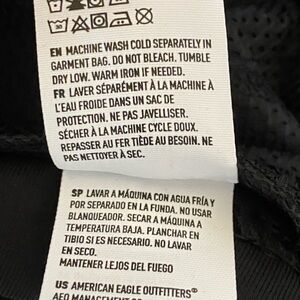 EN MACHINE WASH COLD SEPARATELY IN
GARMENT BAG. DO NOT BLEACH. TUMBLE
DRY LOW. WARM IRON IF NEEDED.
FR LAVER SÉPARÉMENT À LA MACHINE À
L'EAU FROIDE DANS UN SAC DE
PROTECTION. NE PAS JAVELLISER.
SÉCHER À LA MACHINE CYCLE DOUX.
REPASSER AU FER TIÈDE AU BESOIN. NE
PAS NETTOYER À SEC.
SP LAVAR A MÁQUINA CON AGUA FRÍA Y
POR SEPARADO EN LA FUNDA. NO USAR
BLANQUEADOR. SECAR A MÁQUINA A
TEMPERATURA BAJA. PLANCHAR EN
TIBIO SI ES NECESARIO. NO LAVAR
EN SECO.
MANTENER LEJOS DEL FUEGO
US AMERICAN EAGLE OUTFITTERS®
AEO MANAGEMENT